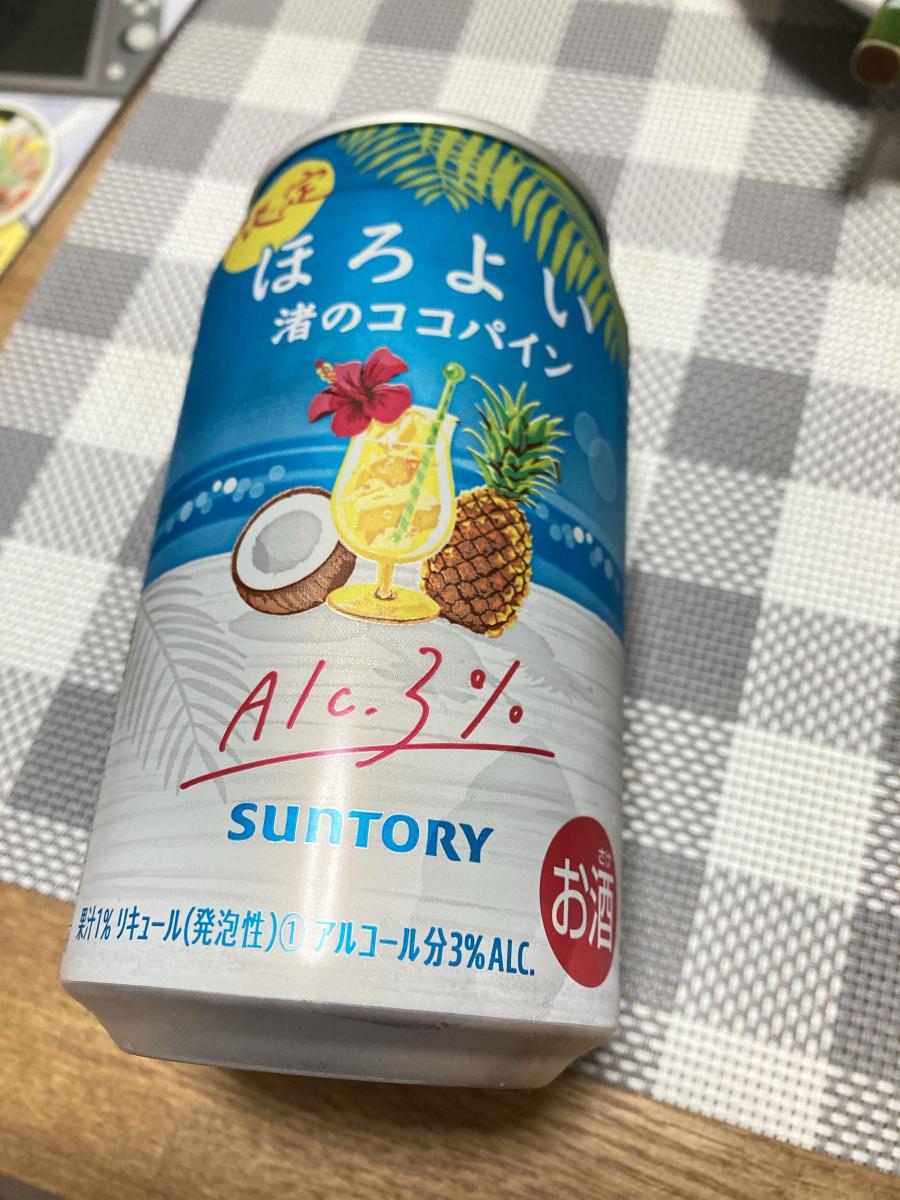 限定
ほろよい
渚のココパイン
Alc.3%
SUNTORY
さけ
お酒
果汁1% リキュール(発泡性)① アルコール分3%ALC.